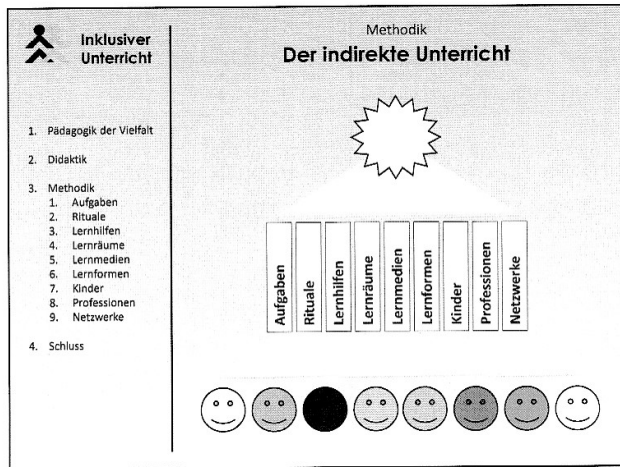 Inklusiver
Unterricht
1. Pädagogik der Vielfalt
2. Didaktik
3. Methodik
1. Aufgaben
2. Rituale
3. Lernhilfen
4. Lernräume
5. Lernmedien
6. Lernformen
7. Kinder
8. Professionen
9. Netzwerke
4. Schluss
Methodik
Der indirekte Unterricht
Aufgaben
Rituale
Lernhilfen
Lernräume
Lernmedien
Lernformen
Kinder
Professionen
Netzwerke